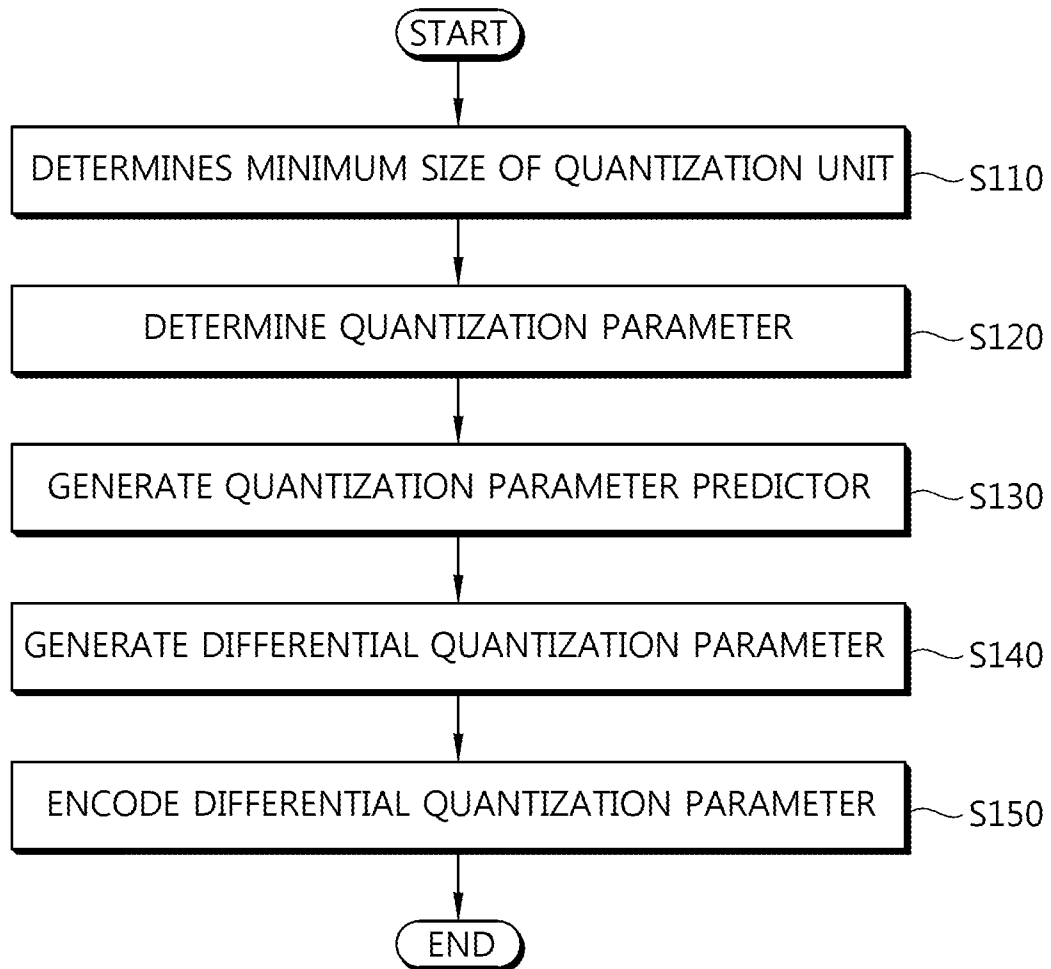 START
DETERMINES MINIMUM SIZE OF QUANTIZATION UNIT
S110
DETERMINE QUANTIZATION PARAMETER
S120
GENERATE QUANTIZATION PARAMETER PREDICTOR
S130
GENERATE DIFFERENTIAL QUANTIZATION PARAMETER
S140
ENCODE DIFFERENTIAL QUANTIZATION PARAMETER
S150
END